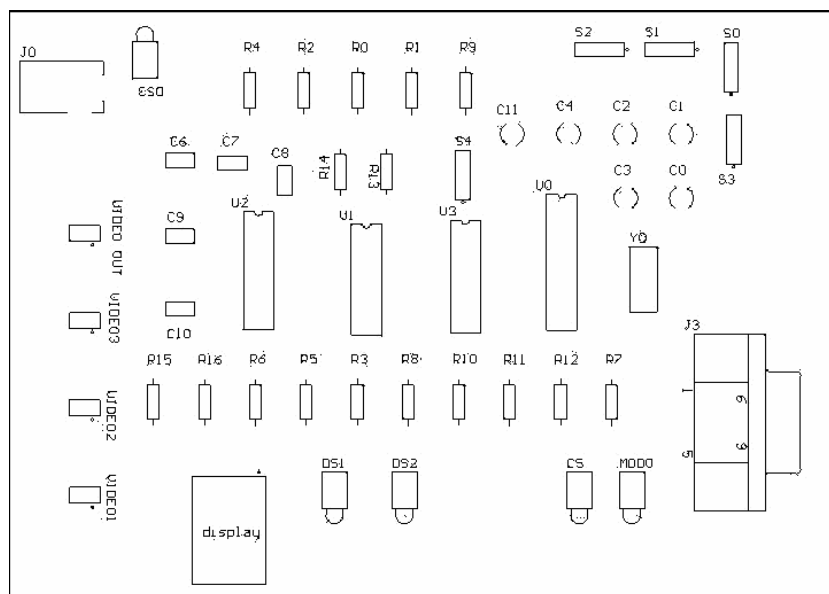 J0
DS3
R4 R2 R0 R1 R9
S2 S1 S0
C11 C4 C2 C1
C6 C7 C8 R14 R13 S4 S3
C3 C0
VIDEO OUT C9 U2 U1 U3 U0 Y0
VIDEO3 C10 J3
R15 R16 R6 R5 R3 R8 R10 R11 R12 R7
1 6
VIDEO2 5 9
DS1 DS2 CS MODO
VIDEO1 display